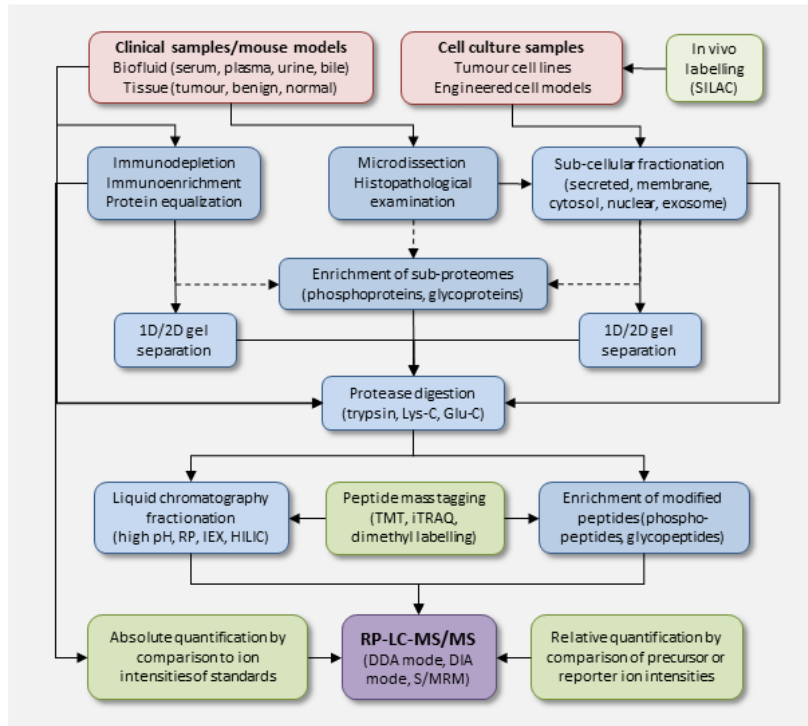 Clinical samples/mouse models
Biofluid (serum, plasma, urine, bile)
Tissue (tumour, benign, normal)
Cell culture samples
Tumour cell lines
Engineered cell models
In vivo
labelling
(SILAC)
Immunodepletion
Immunoenrichment
Protein equalization
Microdissection
Histopathological
examination
Sub-cellular fractionation
(secreted, membrane,
cytosol, nuclear, exosome)
Enrichment of sub-proteomes
(phosphoproteins, glycoproteins)
1D/2D gel
separation
1D/2D gel
separation
Protease digestion
(trypsin, Lys-C, Glu-C)
Liquid chromatography
fractionation
(high pH, RP, IEX, HILIC)
Peptide mass tagging
(TMT, iTRAQ,
dimethyl labelling)
Enrichment of modified
peptides (phospho-
peptides, glycopeptides)
Absolute quantification by
comparison to ion
intensities of standards
RP-LC-MS/MS
(DDA mode, DIA
mode, S/MRM)
Relative quantification by
comparison of precursor or
reporter ion intensities